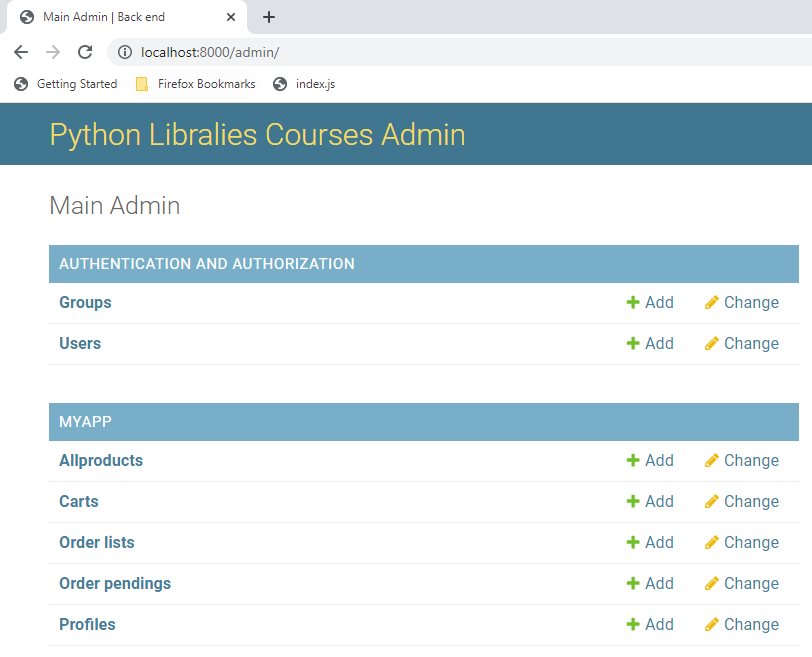 Main Admin | Back end
localhost:8000/admin/
Getting Started Firefox Bookmarks index.js
Python Libralies Courses Admin
Main Admin
AUTHENTICATION AND AUTHORIZATION
Groups Add Change
Users Add Change
MYAPP
Allproducts Add Change
Carts Add Change
Order lists Add Change
Order pendings Add Change
Profiles Add Change